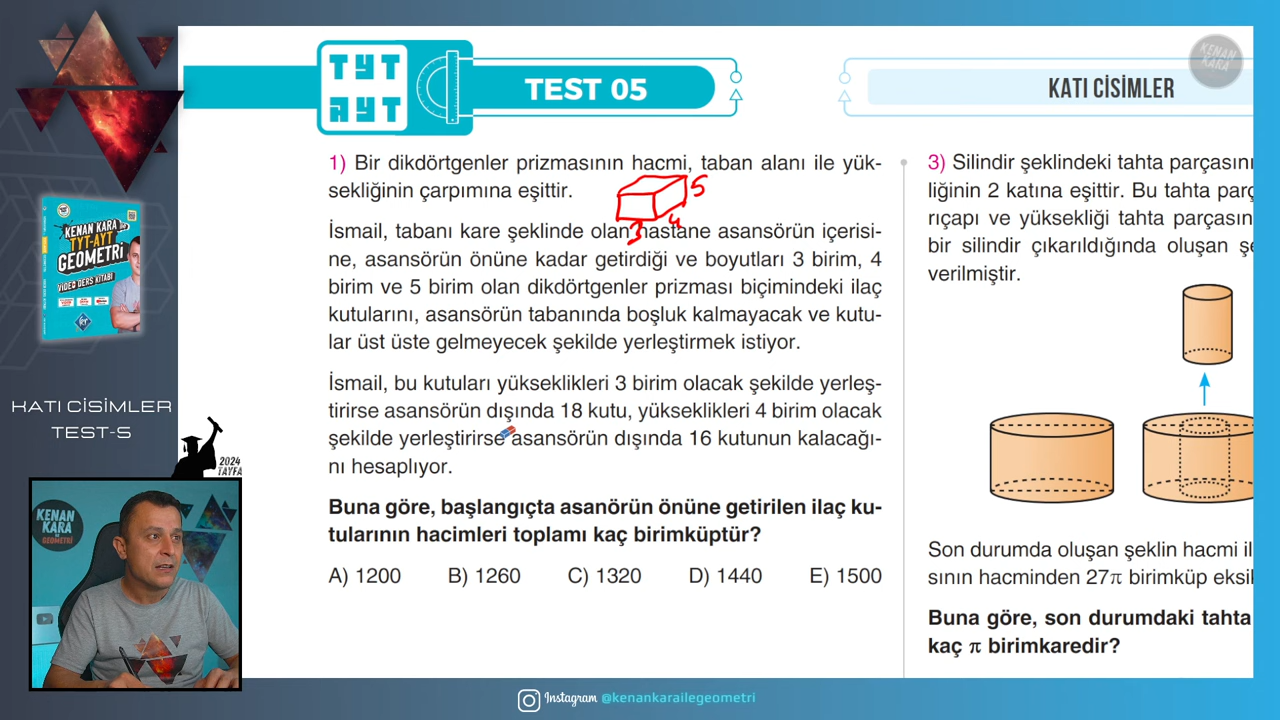 TYT
AYT
TEST 05
KATI CİSİMLER
KENAN
KARA
1) Bir dikdörtgenler prizmasının hacmi, taban alanı ile yük-
sekliğinin çarpımına eşittir.
5
4
3
İsmail, tabanı kare şeklinde olan hastane asansörün içerisi-
ne, asansörün önüne kadar getirdiği ve boyutları 3 birim, 4
birim ve 5 birim olan dikdörtgenler prizması biçimindeki ilaç
kutularını, asansörün tabanında boşluk kalmayacak ve kutu-
lar üst üste gelmeyecek şekilde yerleştirmek istiyor.
İsmail, bu kutuları yükseklikleri 3 birim olacak şekilde yerleş-
tirirse asansörün dışında 18 kutu, yükseklikleri 4 birim olacak
şekilde yerleştirirse asansörün dışında 16 kutunun kalacağı-
nı hesaplıyor.
Buna göre, başlangıçta asanörün önüne getirilen ilaç ku-
tularının hacimleri toplamı kaç birimküptür?
A) 1200 B) 1260 C) 1320 D) 1440 E) 1500
3) Silindir şeklindeki tahta parçasını
liğinin 2 katına eşittir. Bu tahta parç
rıçapı ve yüksekliği tahta parçasın
bir silindir çıkarıldığında oluşan şe
verilmiştir.
Son durumda oluşan şeklin hacmi il
sının hacminden 27π birimküp eksi
Buna göre, son durumdaki tahta
kaç π birimkaredir?
KENAN KARA
TYT-AYT
GEOMETRİ
VİDEO DERS KİTABI
KATI CİSİMLER
TEST-5
2024
TAYFA
KENAN
KARA
GEOMETRİ
Instagram @kenankarailegeometri